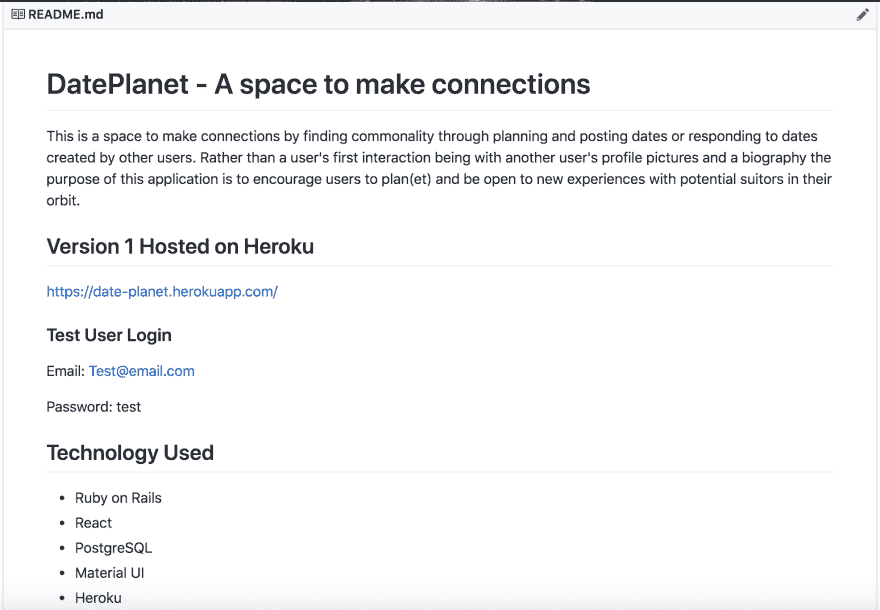 README.md
DatePlanet - A space to make connections
This is a space to make connections by finding commonality through planning and posting dates or responding to dates
created by other users. Rather than a user's first interaction being with another user's profile pictures and a biography the
purpose of this application is to encourage users to plan(et) and be open to new experiences with potential suitors in their
orbit.
Version 1 Hosted on Heroku
https://date-planet.herokuapp.com/
Test User Login
Email: Test@email.com
Password: test
Technology Used
• Ruby on Rails
• React
• PostgreSQL
• Material UI
• Heroku